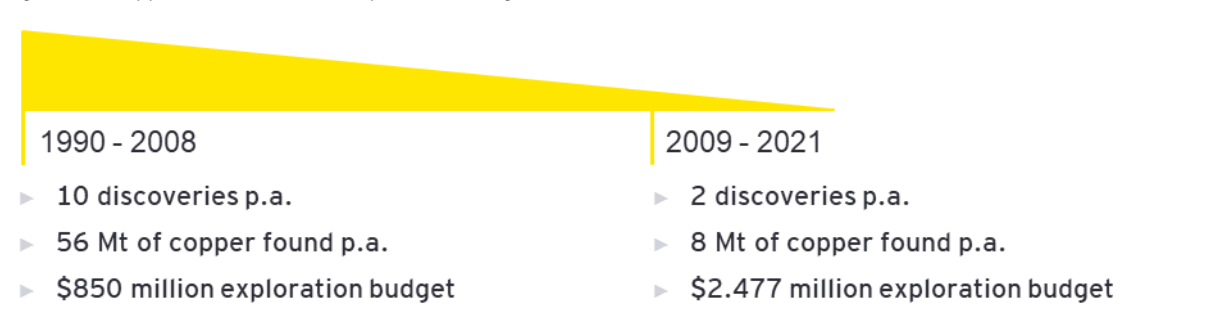 1990 - 2008
10 discoveries p.a.
56 Mt of copper found p.a.
$850 million exploration budget
2009 - 2021
2 discoveries p.a.
8 Mt of copper found p.a.
$2.477 million exploration budget